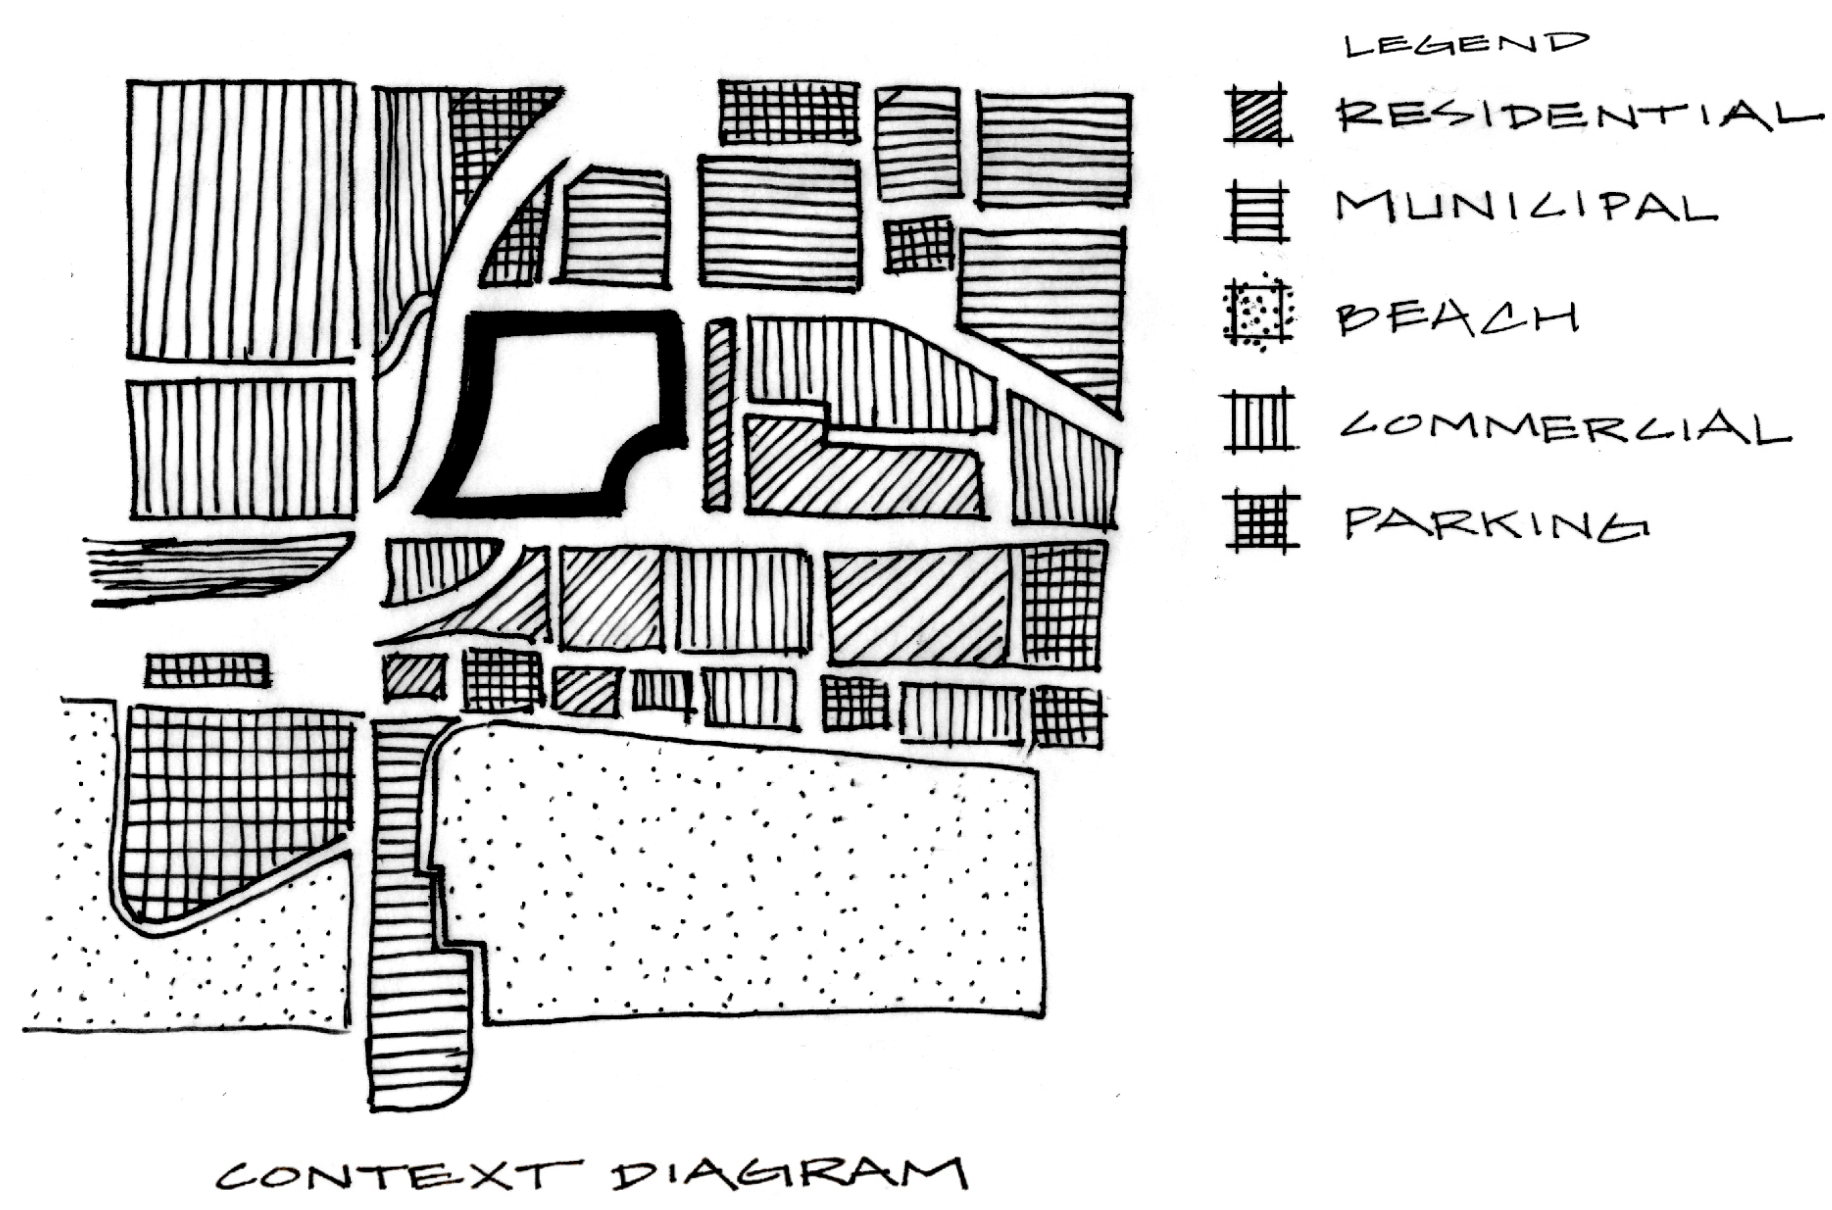 LEGEND
RESIDENTIAL
MUNICIPAL
BEACH
COMMERCIAL
PARKING
CONTEXT DIAGRAM